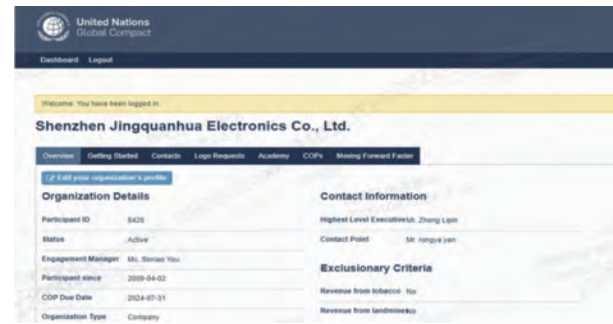 United Nations
Global Compact
Dashboard Logout
Welcome. You have been logged in.
Shenzhen Jingquanhua Electronics Co., Ltd.
Overview Getting Started Contacts Logo Requests Academy COPs Moving Forward Faster
Edit your organization's profile
Organization Details
Contact Information
Participant ID 8428
Highest Level Executive Mr. Zhang Lipin
Status Active
Contact Point Mr. rongya yan
Engagement Manager Ms. You
Exclusionary Criteria
Participant since 2009-04-02
Revenue from tobacco No
COP Due Date 2024-07-31
Revenue from landmines No
Organization Type Company